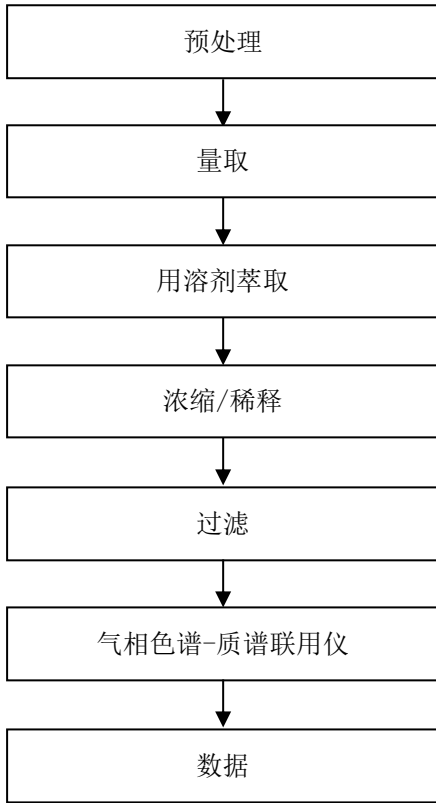 预处理
量取
用溶剂萃取
浓缩/稀释
过滤
气相色谱-质谱联用仪
数据